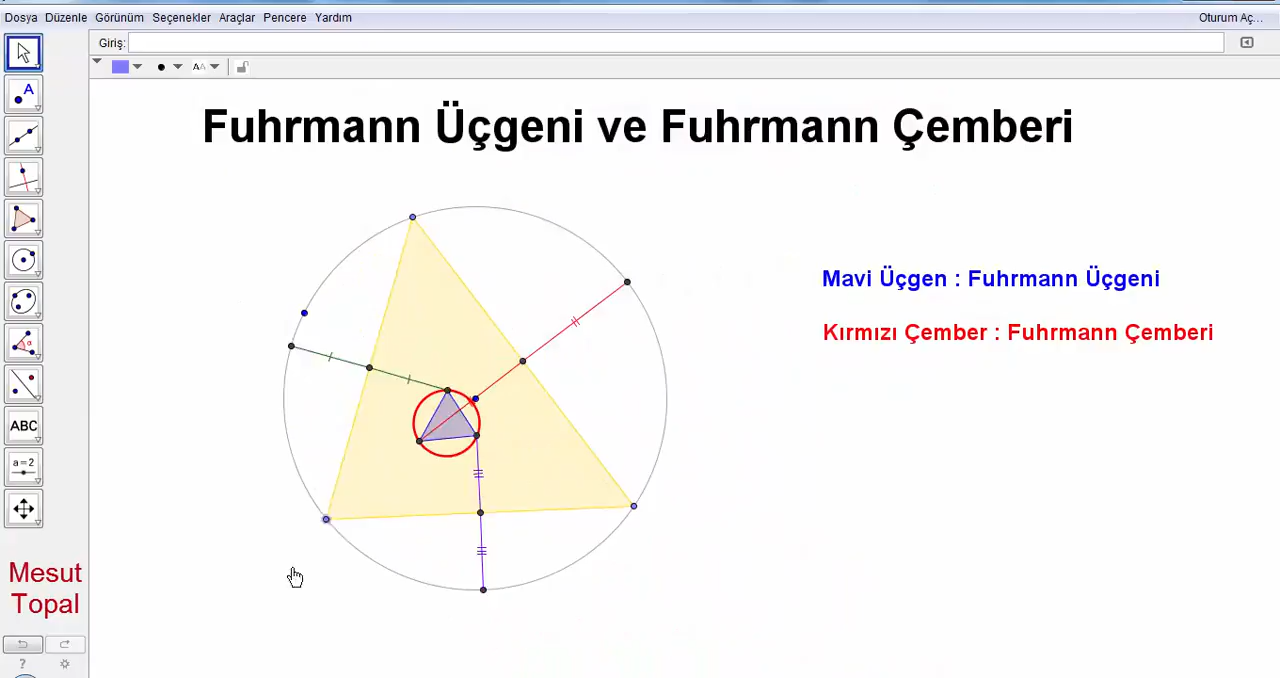 Dosya Düzenle Görünüm Seçenekler Araçlar Pencere Yardım Oturum Aç...
Giriş:
AA
Fuhrmann Üçgeni ve Fuhrmann Çemberi
A
Mavi Üçgen : Fuhrmann Üçgeni
Kırmızı Çember : Fuhrmann Çemberi
α
ABC
a=2
Mesut
Topal
?